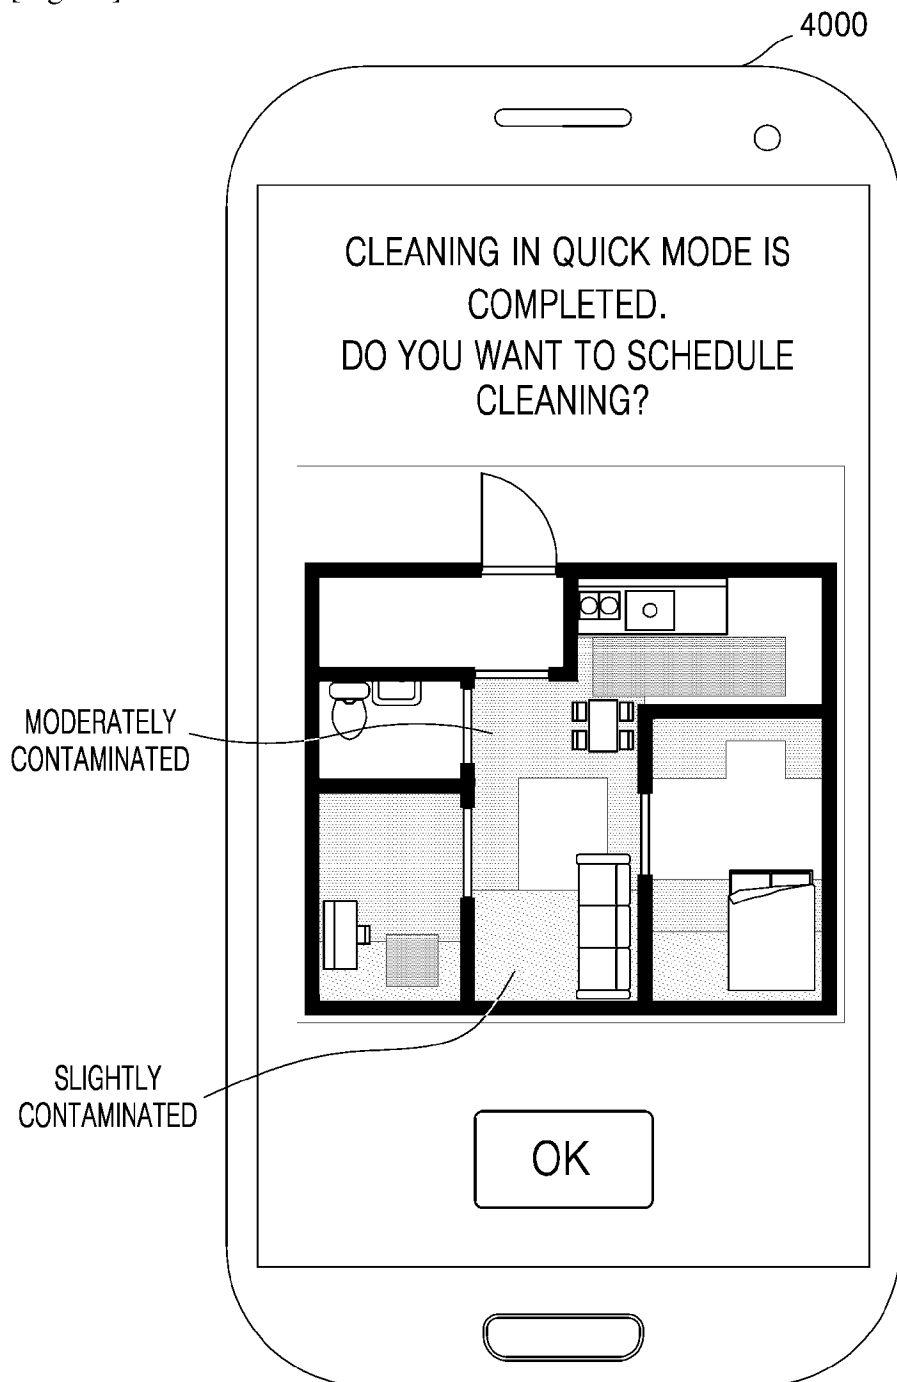 4000
CLEANING IN QUICK MODE IS
COMPLETED.
DO YOU WANT TO SCHEDULE
CLEANING?
MODERATELY
CONTAMINATED
SLIGHTLY
CONTAMINATED
OK